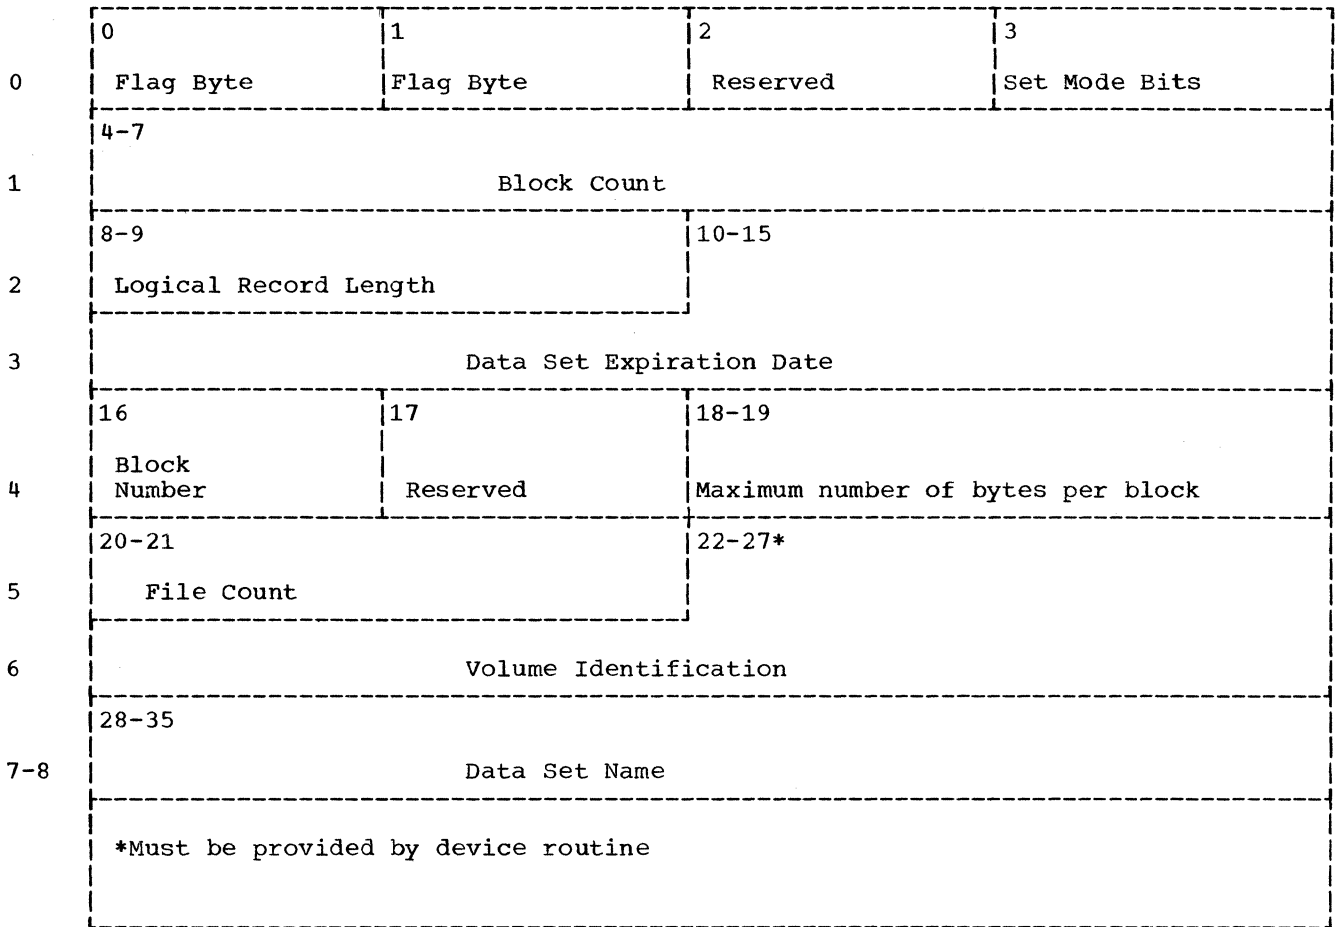 0 1 2 3
0 Flag Byte Flag Byte Reserved Set Mode Bits
4-7
1 Block Count
8-9 10-15
2 Logical Record Length
3 Data Set Expiration Date
16 17 18-19
Block
4 Number Reserved Maximum number of bytes per block
20-21 22-27*
5 File Count
6 Volume Identification
28-35
7-8 Data Set Name
*Must be provided by device routine